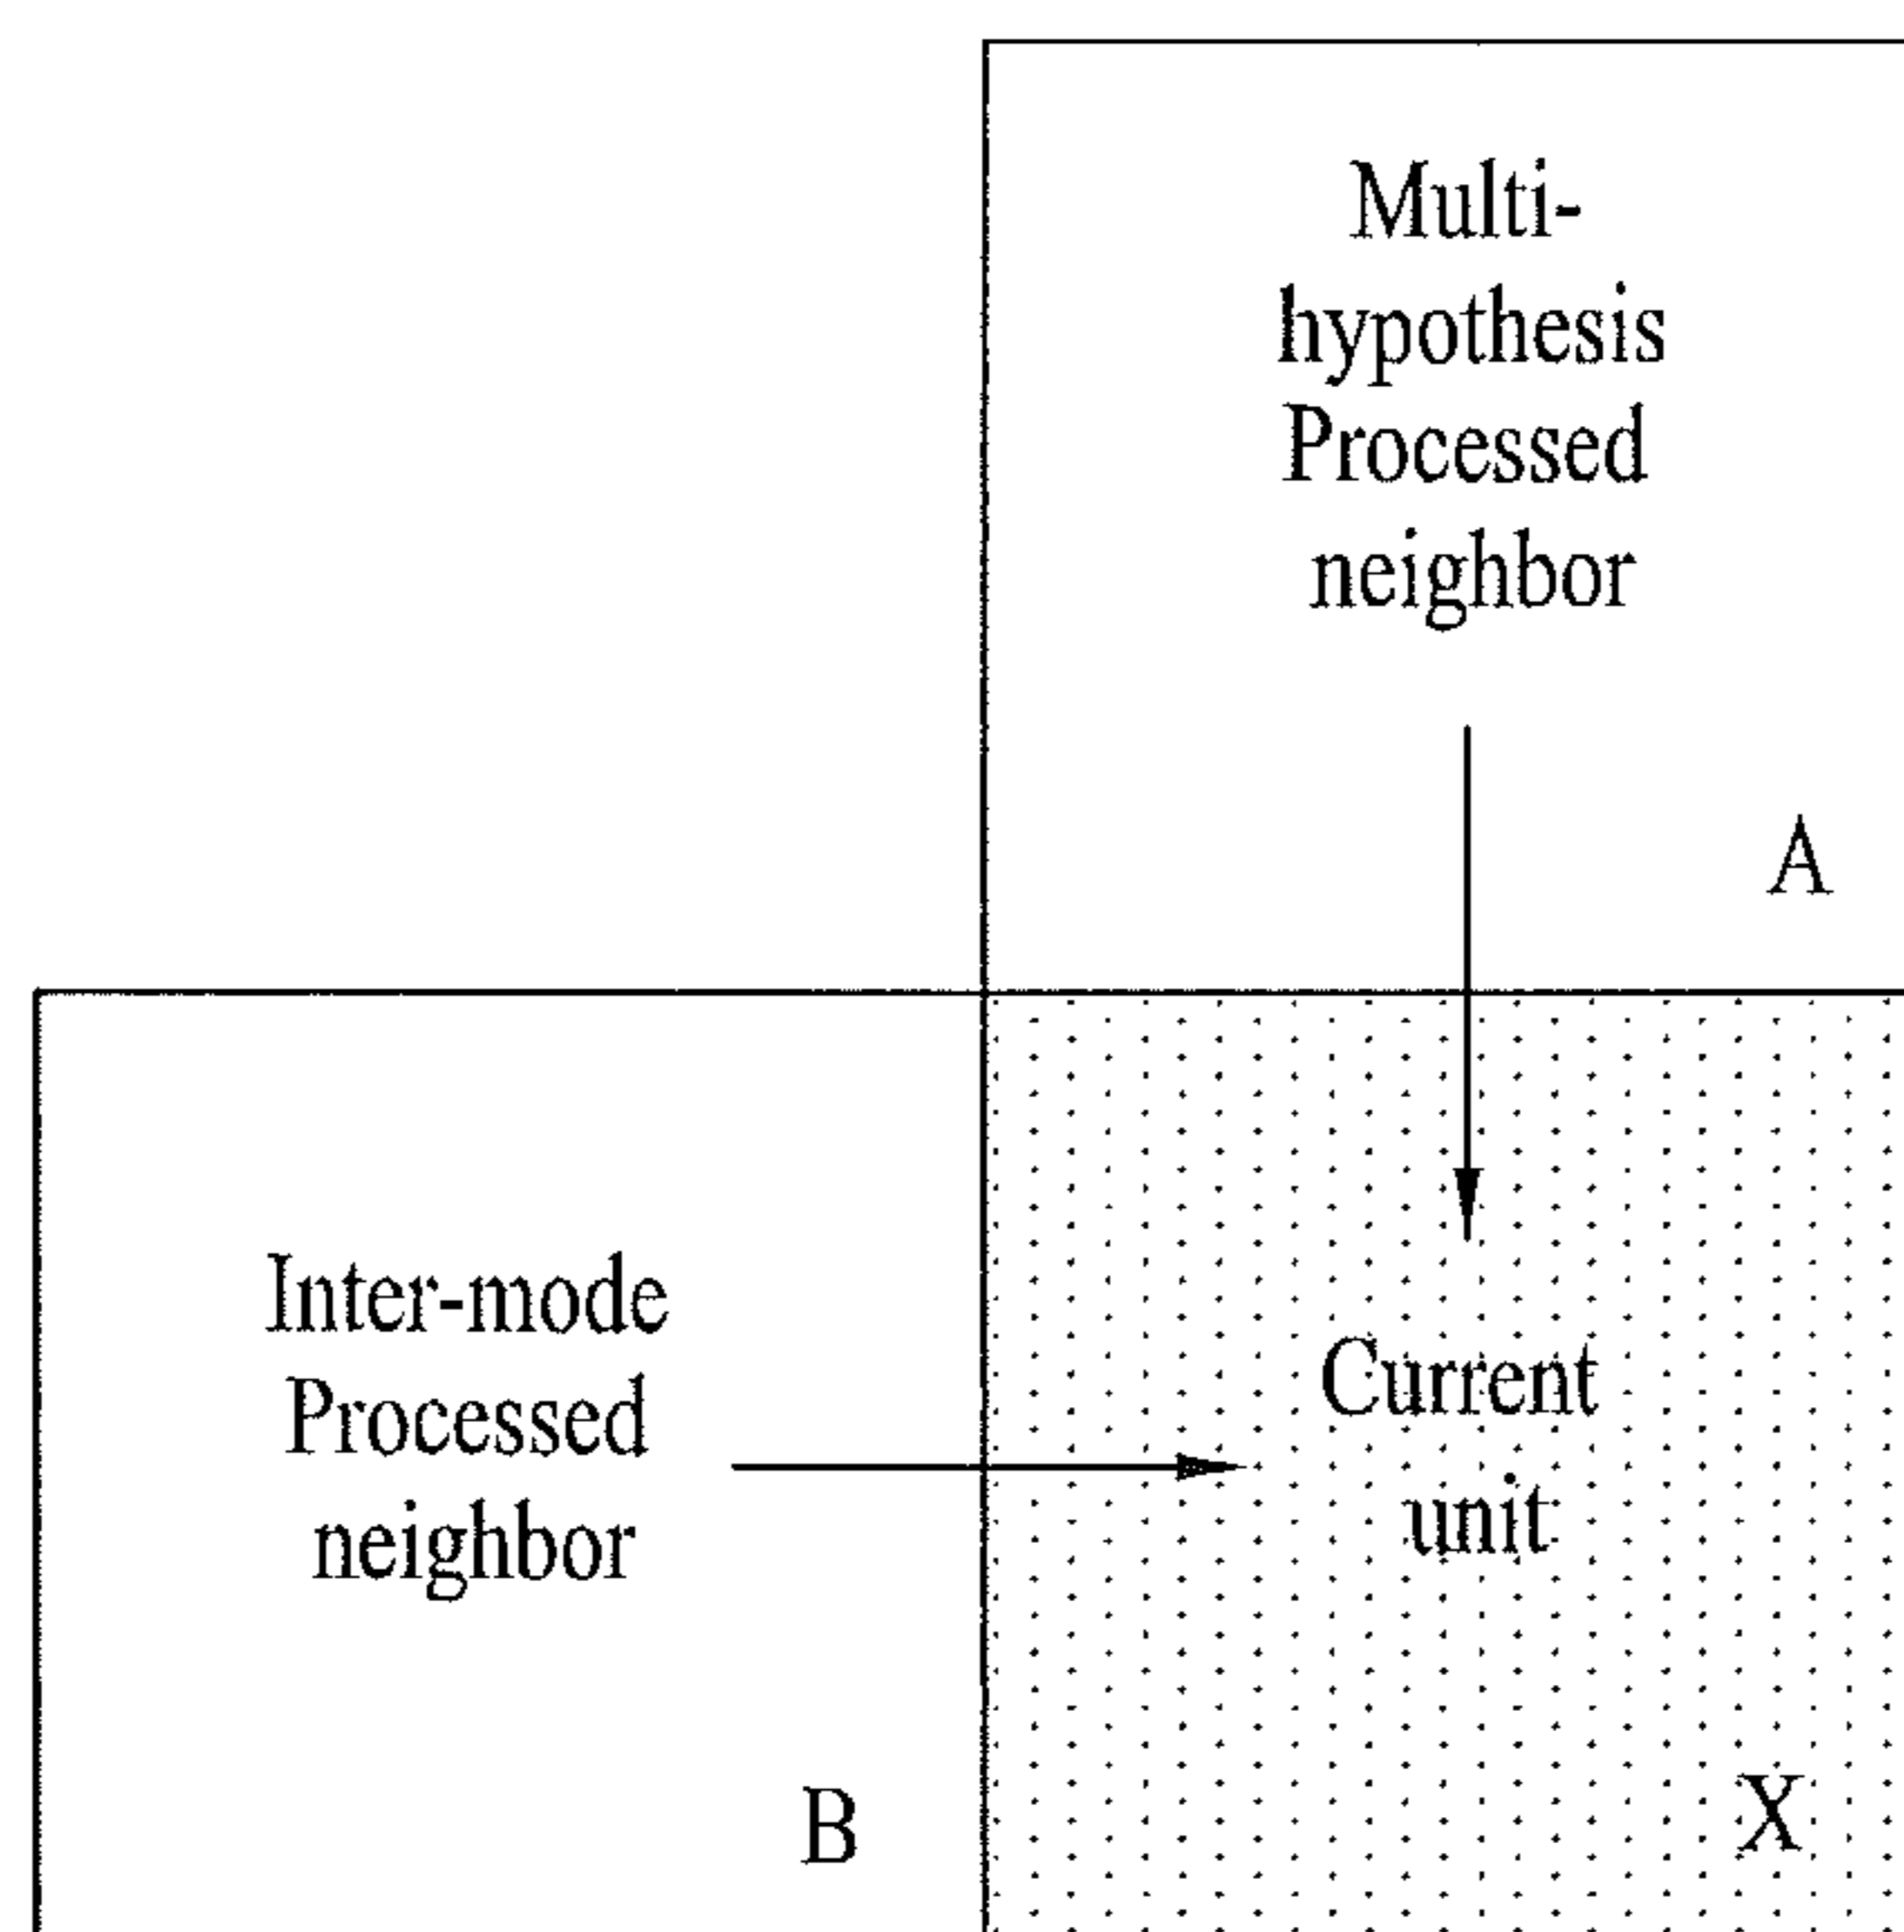 Multi-
hypothesis
Processed
neighbor
A
Inter-mode
Processed
neighbor
B
Current
unit
X